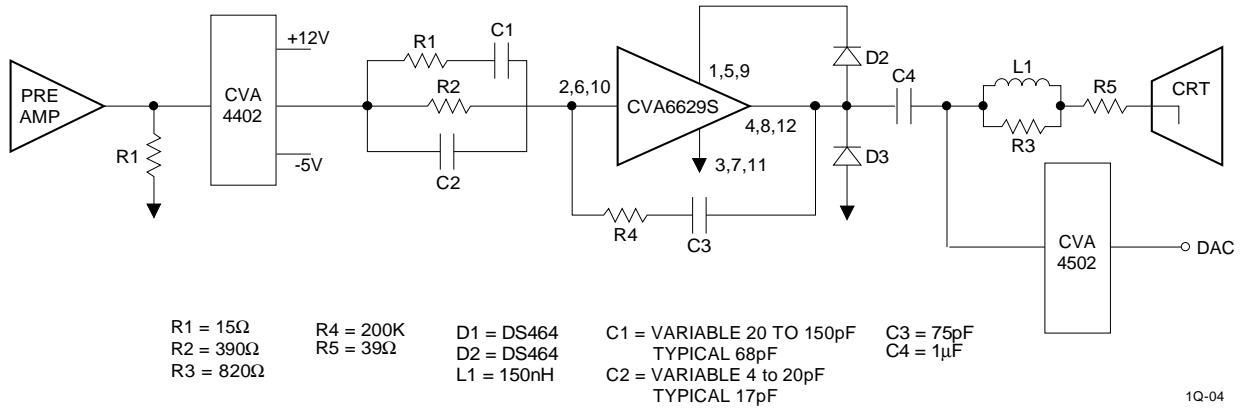 PRE
AMP
R1
CVA
4402
+12V
-5V
R1
C1
R2
C2
2,6,10
1,5,9
CVA6629S
4,8,12
3,7,11
R4
C3
D2
D3
C4
L1
R3
R5
CRT
CVA
4502
DAC
R1 = 15Ω
R2 = 390Ω
R3 = 820Ω
R4 = 200K
R5 = 39Ω
D1 = DS464
D2 = DS464
L1 = 150nH
C1 = VARIABLE 20 TO 150pF
TYPICAL 68pF
C2 = VARIABLE 4 to 20pF
TYPICAL 17pF
C3 = 75pF
C4 = 1µF
1Q-04